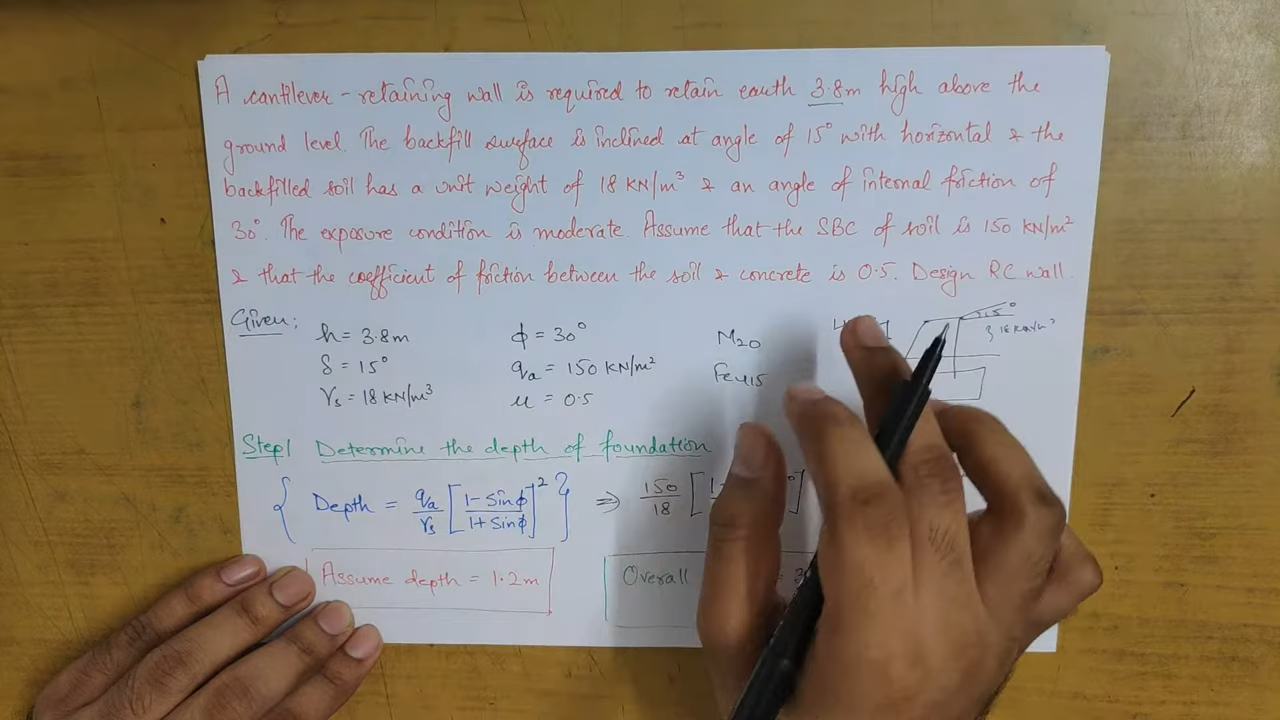 A cantilever-retaining wall is required to retain earth 3.8m high above the
ground level. The backfill surface is inclined at angle of 15° with horizontal & the
backfilled soil has a unit weight of 18 KN/m³ & an angle of internal friction of
30°. The exposure condition is moderate. Assume that the SBC of soil is 150 KN/m²
& that the coefficient of friction between the soil & concrete is 0.5. Design RC wall.
Given:
h = 3.8m φ = 30° M20
δ = 15° qa = 150 KN/m² Fe415
γs = 18 KN/m³ μ = 0.5
15°
18 KN/m³
Step1 Determine the depth of foundation
{ Depth = qa/γs [1 - Sinφ / 1 + Sinφ]² } ⇒ 150/18 [
Assume depth = 1.2m
Overall